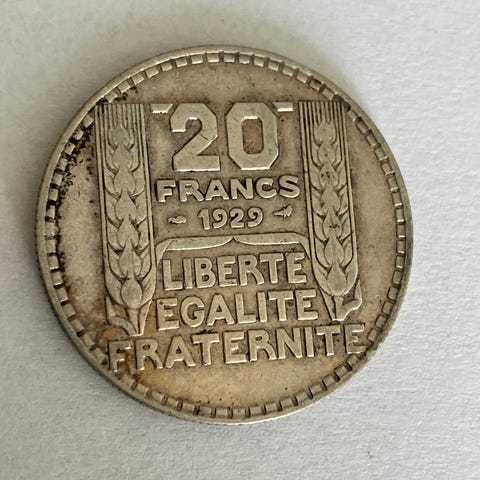 20
FRANCS
1929
LIBERTE
EGALITE
FRATERNITE